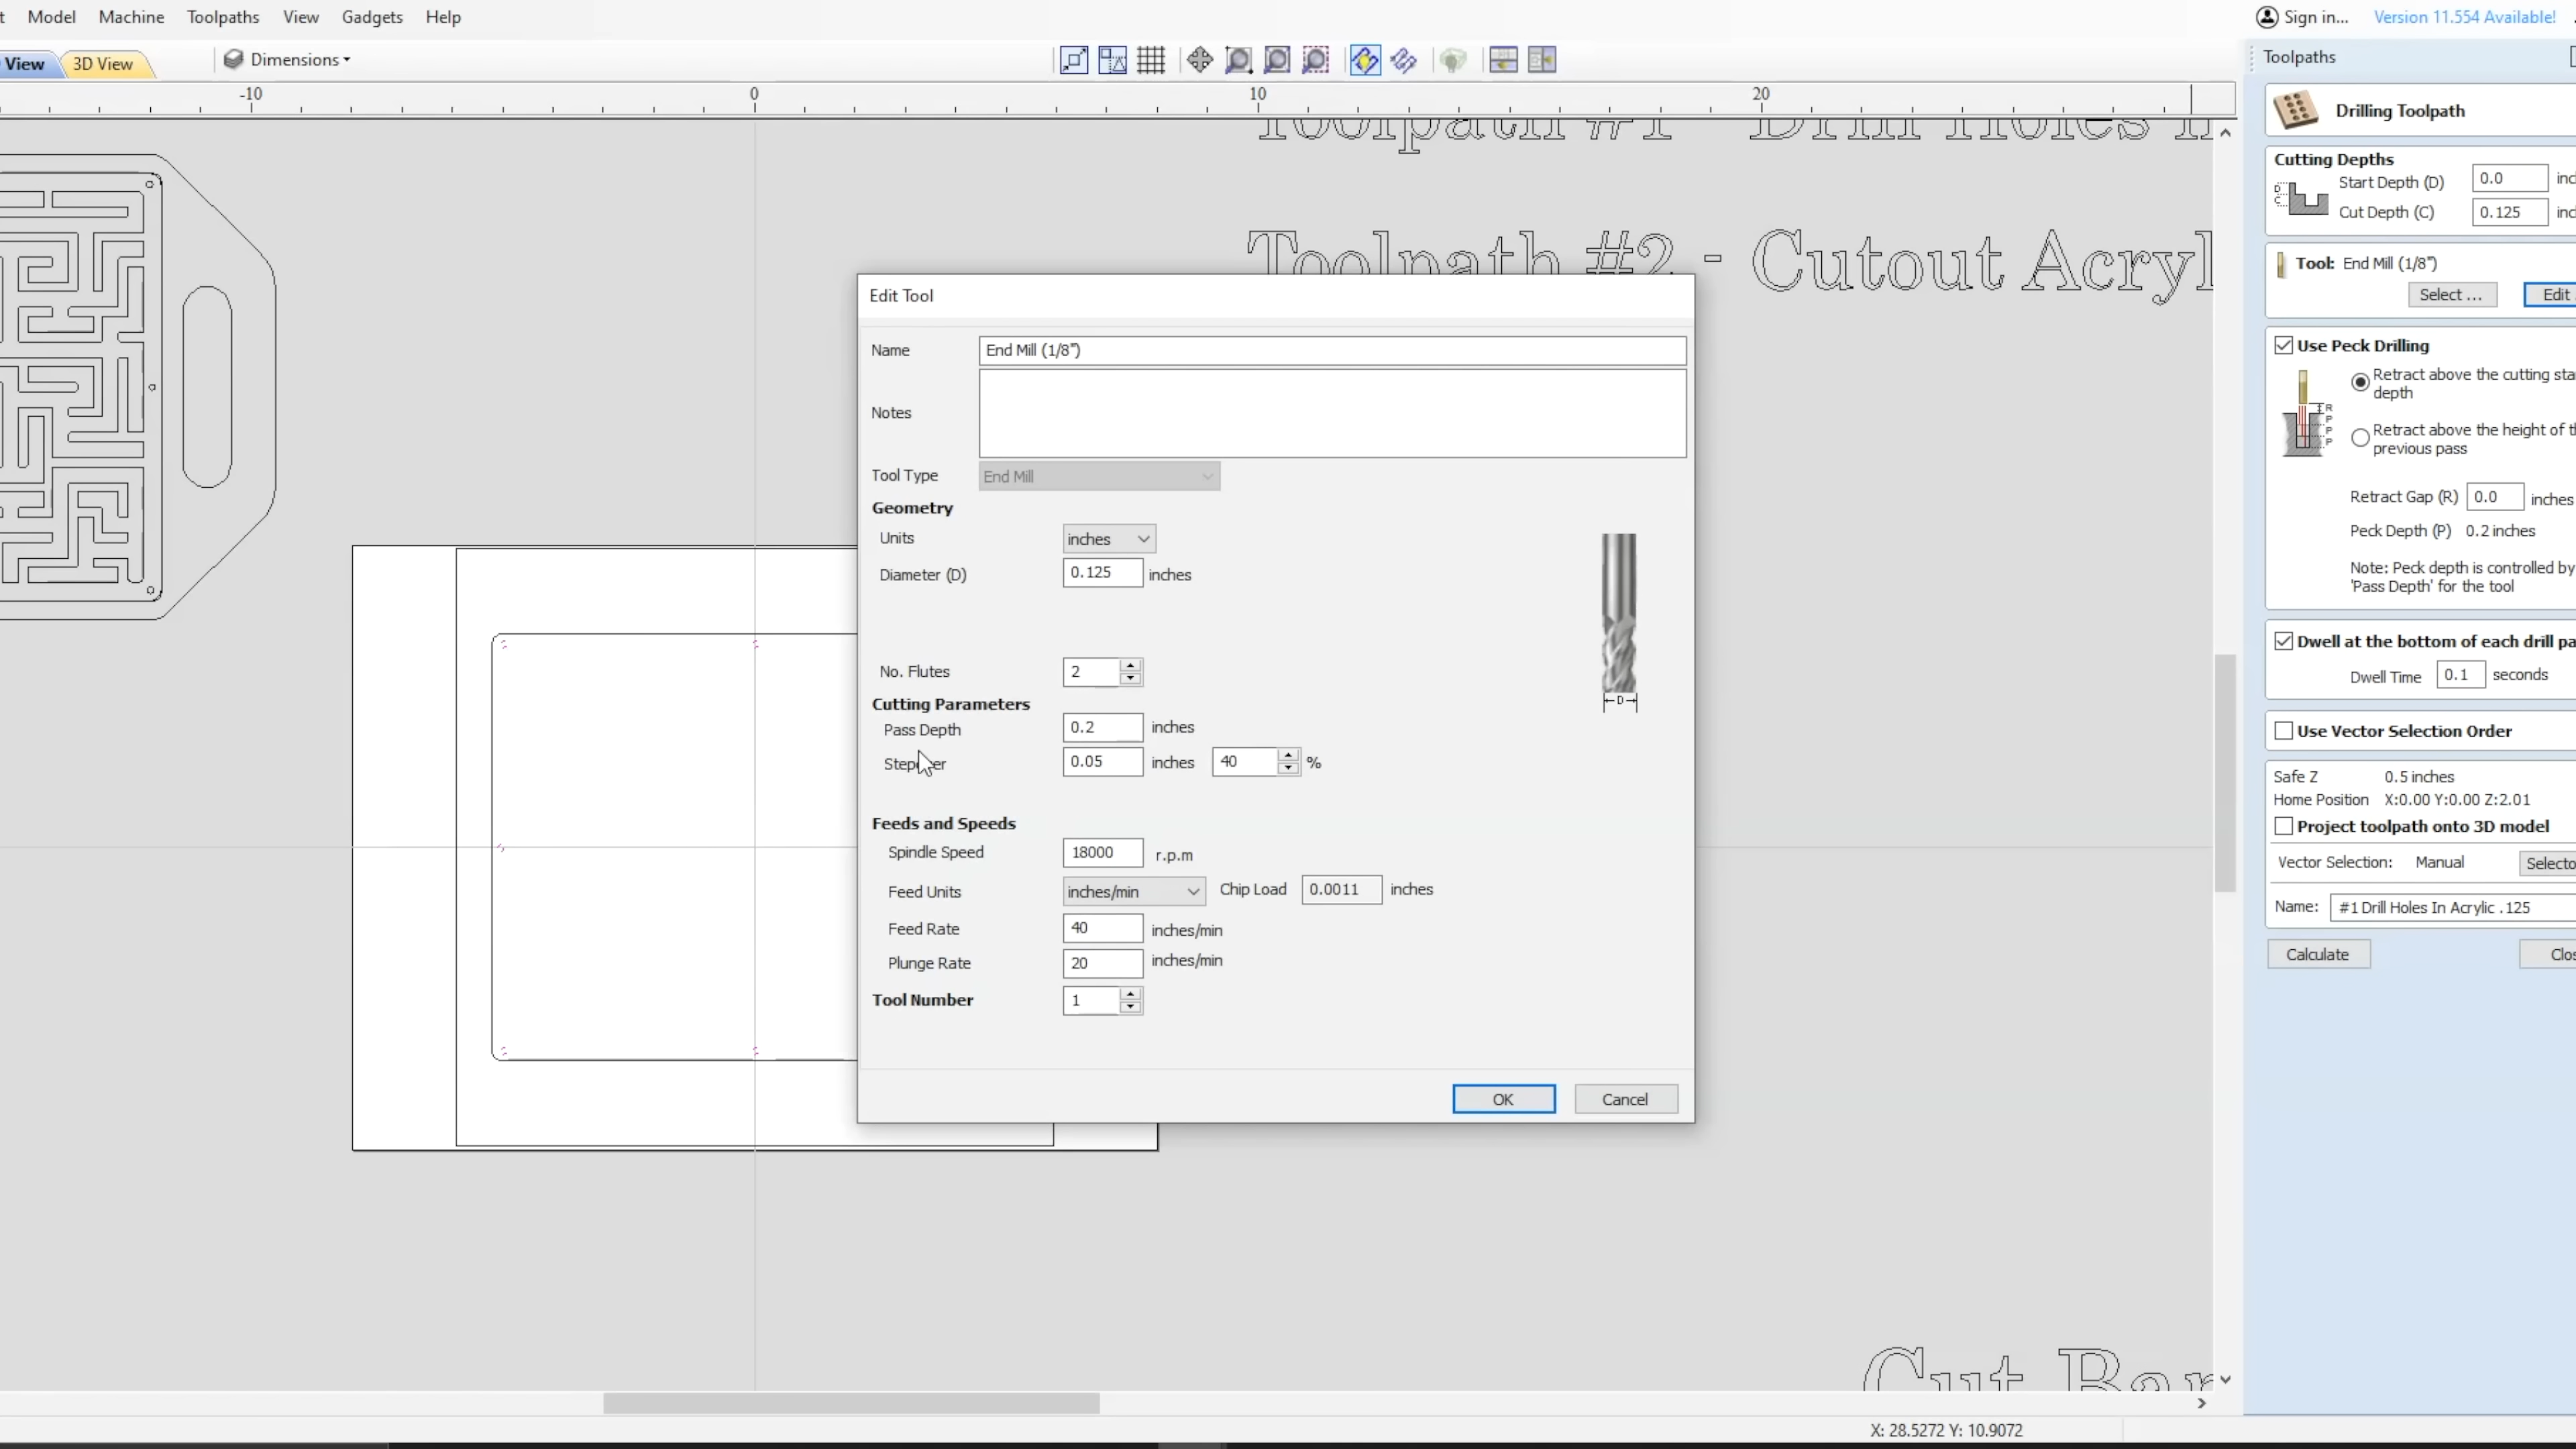 Model Machine Toolpaths View Gadgets Help
Sign in... Version 11.554 Available!
View 3D View Dimensions
Toolpaths
-10 0 10 20
Drilling Toolpath
Toolpath #1 Drill Holes
Toolpath #2 - Cutout Acryl
Cutting Depths
D
C
Start Depth (D) 0.0
Cut Depth (C) 0.125
Tool: End Mill (1/8")
Select ... Edit
Use Peck Drilling
Retract above the cutting
depth
Retract above the height of
previous pass
R
P
P
P
Retract Gap (R) 0.0 inches
Peck Depth (P) 0.2 inches
Note: Peck depth is controlled by
'Pass Depth' for the tool
Dwell at the bottom of each drill
Dwell Time 0.1 seconds
Use Vector Selection Order
Safe Z 0.5 inches
Home Position X:0.00 Y:0.00 Z:2.01
Project toolpath onto 3D model
Vector Selection: Manual
Name: #1 Drill Holes In Acrylic .125
Calculate
Edit Tool
Name End Mill (1/8")
Notes
Tool Type End Mill
Geometry
Units inches
Diameter (D) 0.125 inches
No. Flutes 2
D
Cutting Parameters
Pass Depth 0.2 inches
0.05 inches 40 %
Feeds and Speeds
Spindle Speed 18000 r.p.m
Feed Units inches/min Chip Load 0.0011 inches
Feed Rate 40 inches/min
Plunge Rate 20 inches/min
Tool Number 1
OK Cancel
Cut
X: 28.5272 Y: 10.9072